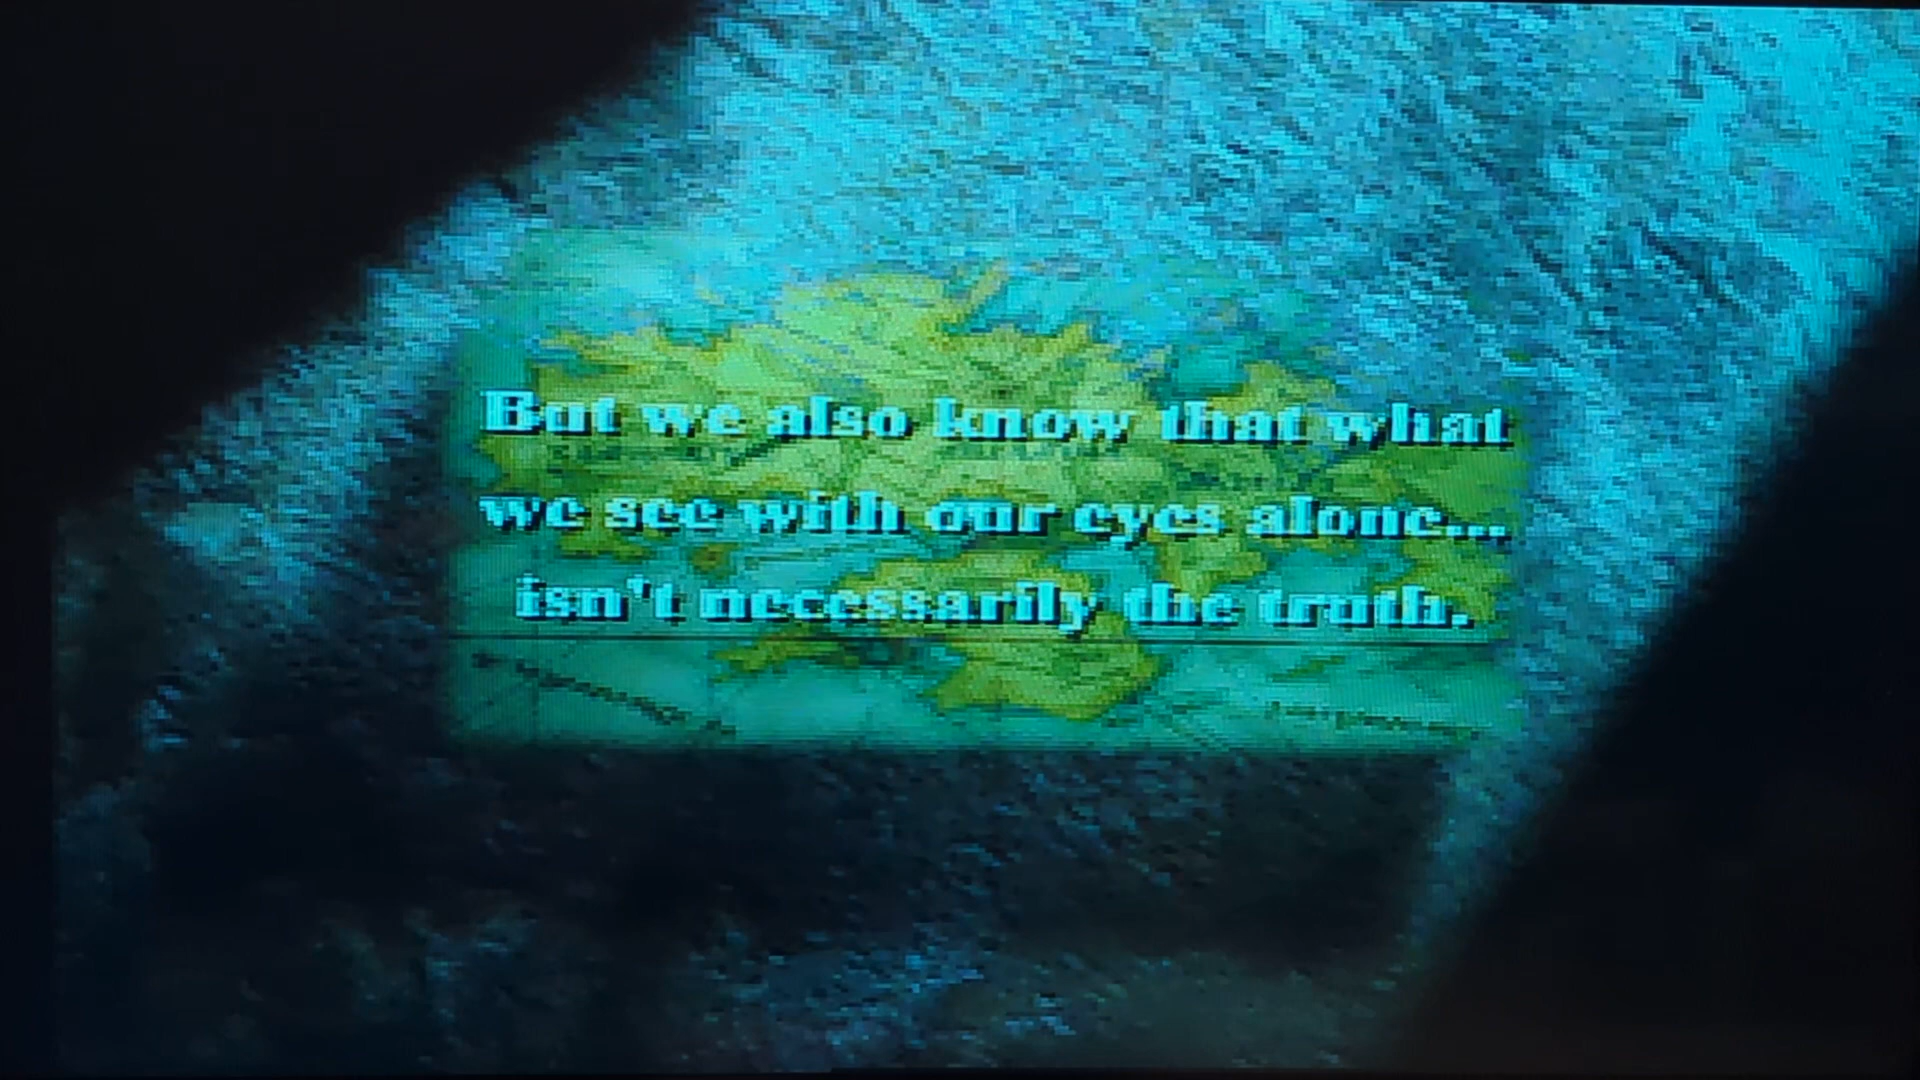 But we also know that what
we see with our eyes alone...
isn't necessarily the truth.